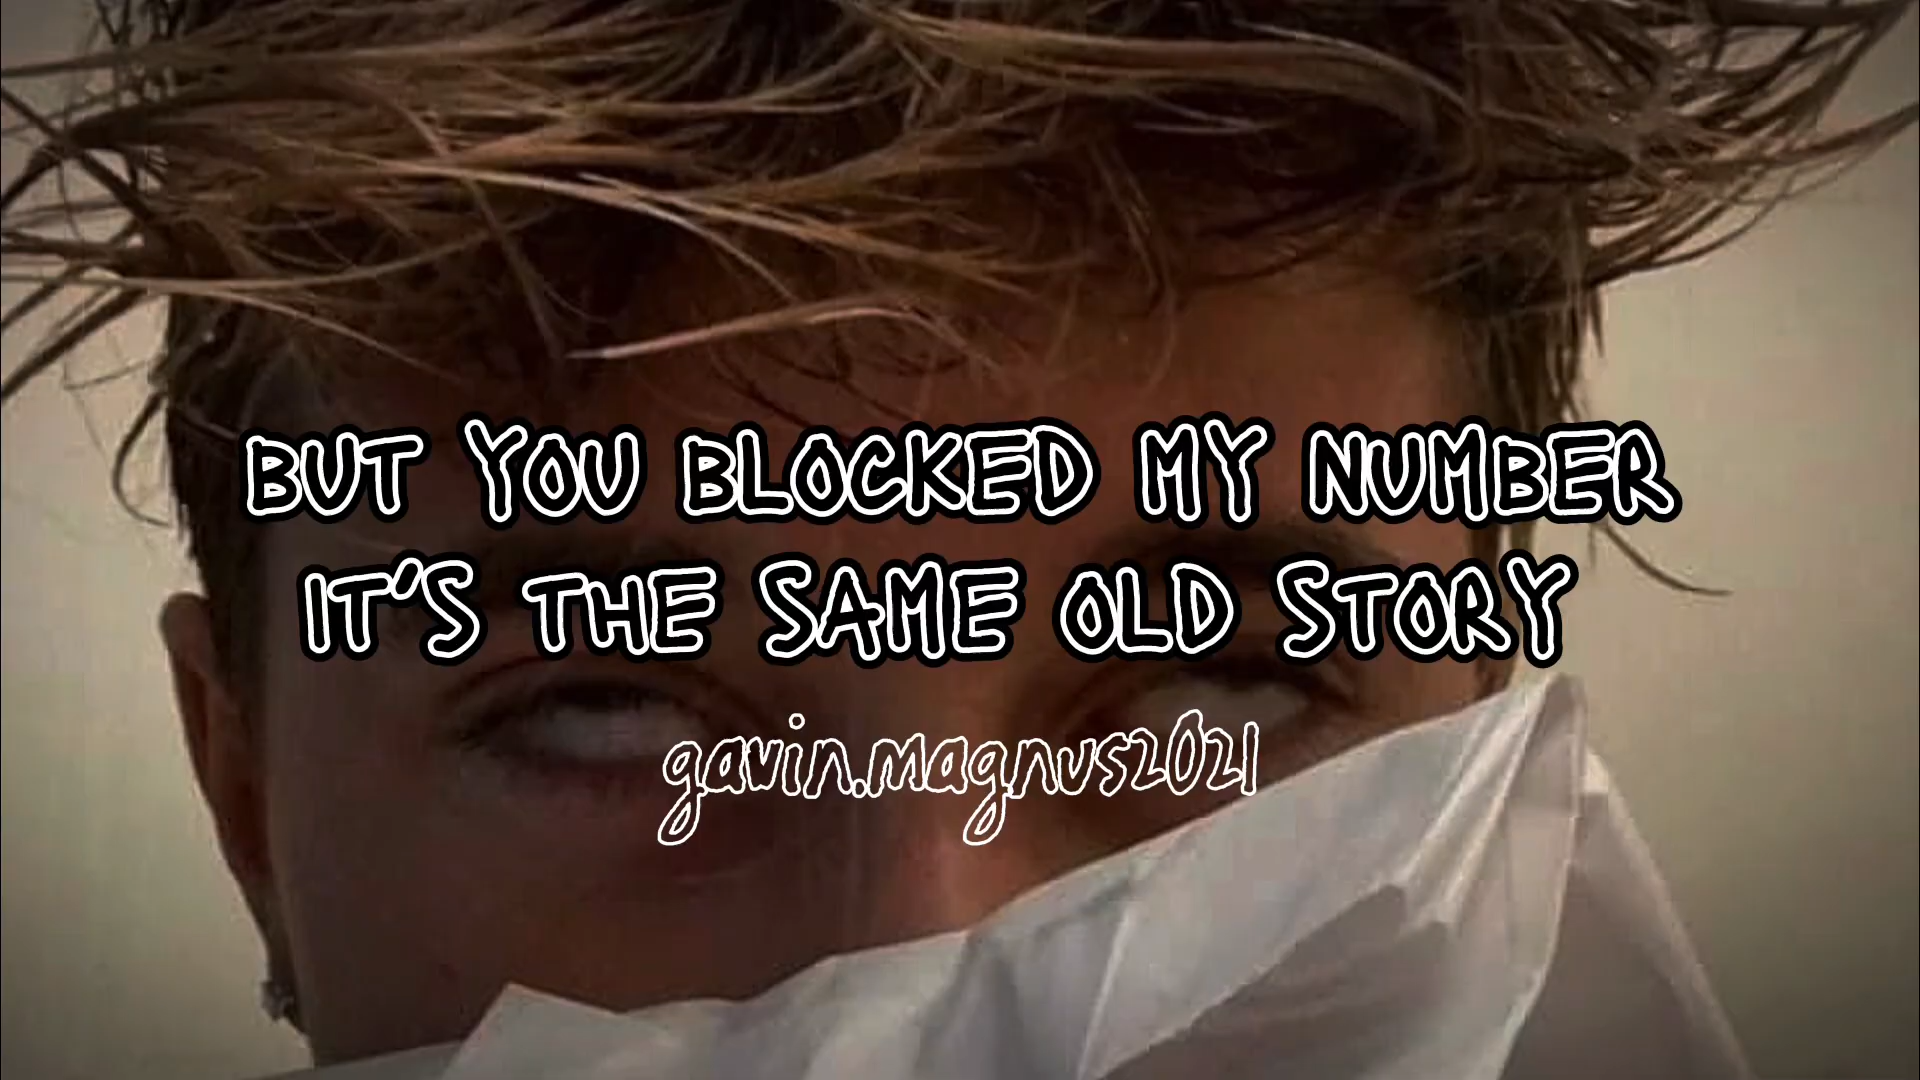 BUT YOU BLOCKED MY NUMBER
IT'S THE SAME OLD STORY
gavin.magnus2021